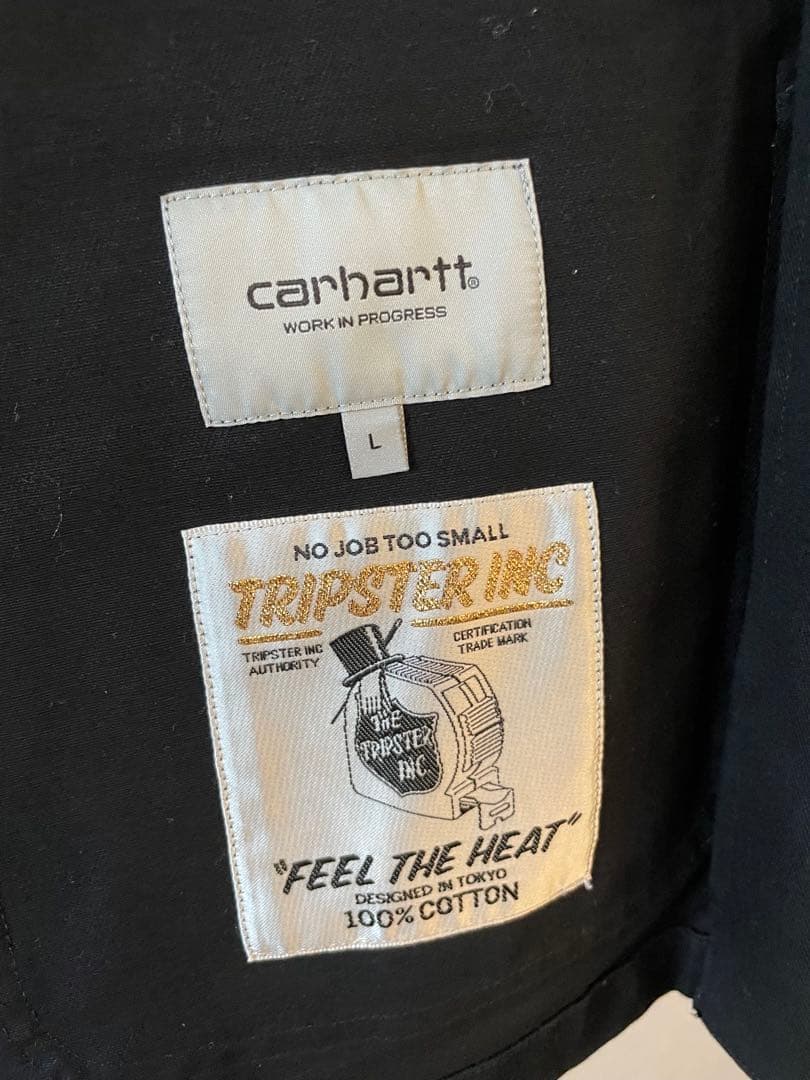 carhartt®
WORK IN PROGRESS
L
NO JOB TOO SMALL
TRIPSTER INC
TRIPSTER INC
AUTHORITY
CERTIFICATION
TRADE MARK
THE
TRIPSTER
INC
"FEEL THE HEAT"
DESIGNED IN TOKYO
100% COTTON